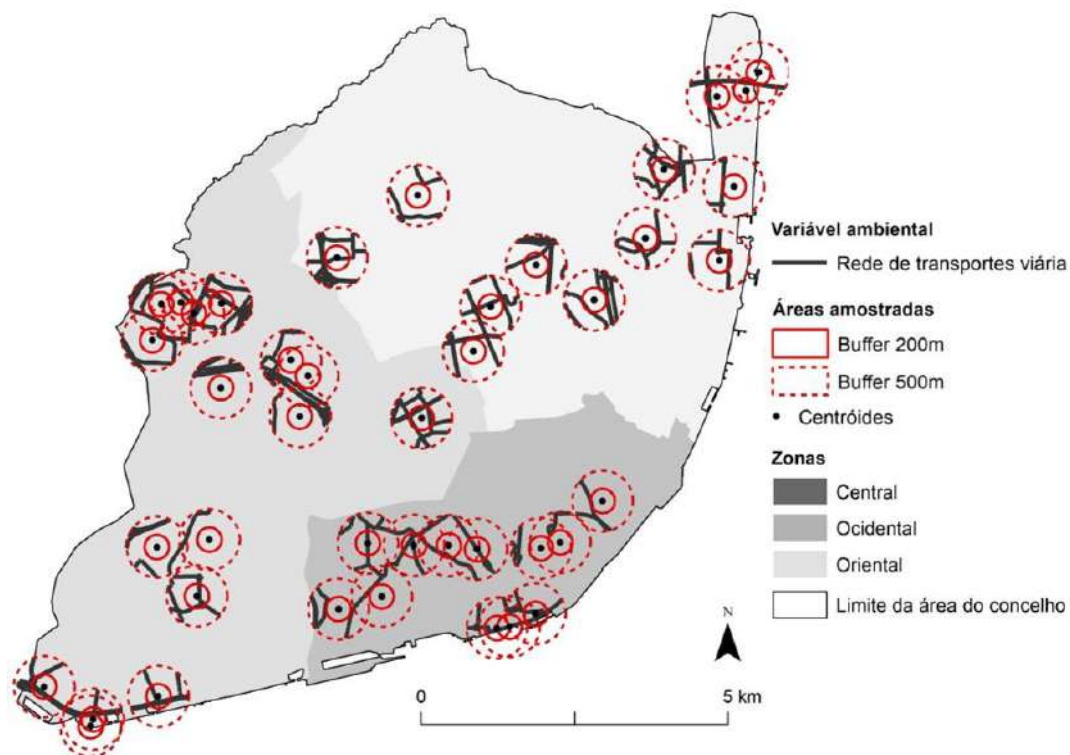 Variável ambiental
Rede de transportes viária
Áreas amostradas
Buffer 200m
Buffer 500m
Centróides
Zonas
Central
Ocidental
Oriental
Limite da área do concelho
N
0
5 km